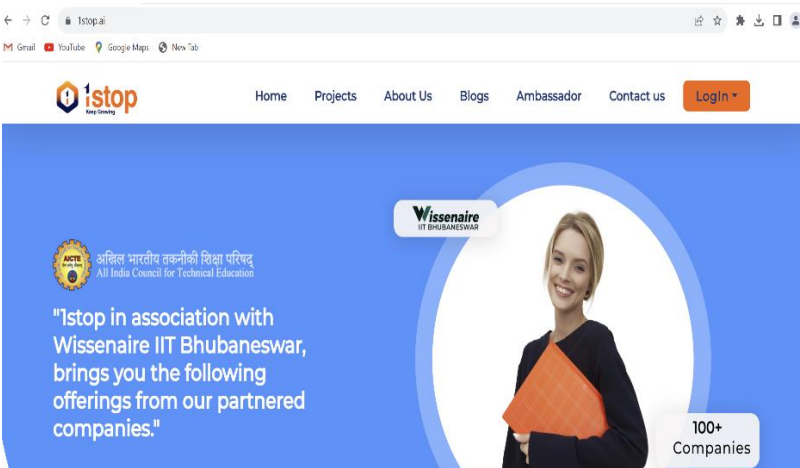 1stop.ai
Gmail YouTube Google Maps New Tab
1stop
Keep Growing
Home Projects About Us Blogs Ambassador Contact us LogIn
Wissenaire
IIT BHUBANESWAR
AICTE
अखिल भारतीय तकनीकी शिक्षा परिषद्
All India Council for Technical Education
"1stop in association with
Wissenaire IIT Bhubaneswar,
brings you the following
offerings from our partnered
companies."
100+
Companies